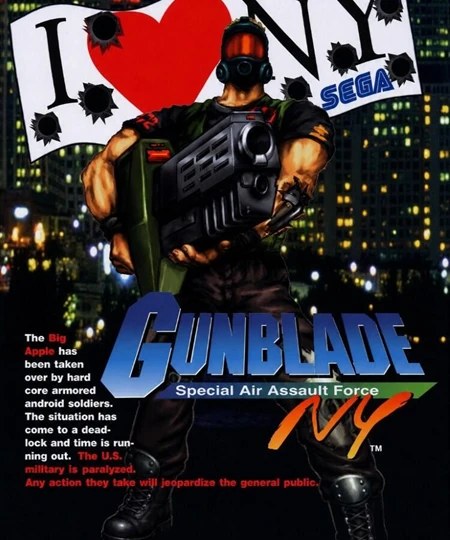 I NY
SEGA
GUNBLADE
Special Air Assault Force
NY
TM
The Big
Apple has
been taken
over by hard
core armored
android soldiers.
The situation has
come to a dead-
lock and time is run-
ning out. The U.S.
military is paralyzed.
Any action they take will jeopardize the general public.